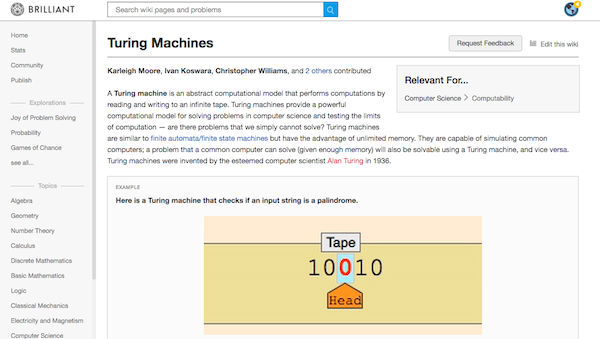 BRILLIANT
Search wiki pages and problems
4
Home
Stats
Community
Publish
Explorations
Joy of Problem Solving
Probability
Games of Chance
see all...
Topics
Algebra
Geometry
Number Theory
Calculus
Discrete Mathematics
Basic Mathematics
Logic
Classical Mechanics
Electricity and Magnetism
Computer Science
Turing Machines
Request Feedback
Edit this wiki
Karleigh Moore, Ivan Koswara, Christopher Williams, and 2 others contributed
Relevant For...
Computer Science > Computability
A Turing machine is an abstract computational model that performs computations by
reading and writing to an infinite tape. Turing machines provide a powerful
computational model for solving problems in computer science and testing the limits
of computation — are there problems that we simply cannot solve? Turing machines
are similar to finite automata/finite state machines but have the advantage of unlimited memory. They are capable of simulating common
computers; a problem that a common computer can solve (given enough memory) will also be solvable using a Turing machine, and vice versa.
Turing machines were invented by the esteemed computer scientist Alan Turing in 1936.
EXAMPLE
Here is a Turing machine that checks if an input string is a palindrome.
Tape
10010
Head